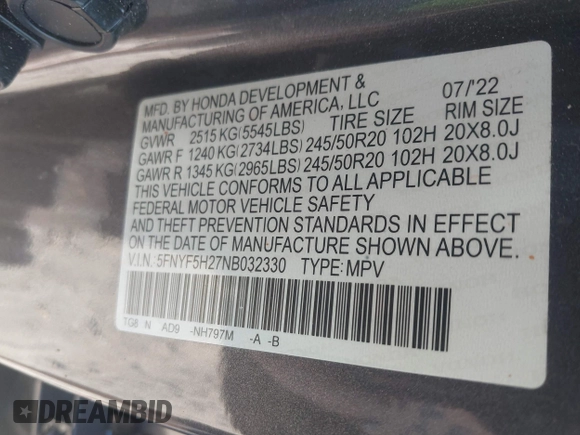 MFD. BY HONDA DEVELOPMENT & 07/'22
MANUFACTURING OF AMERICA, LLC
GVWR 2515 KG(5545LBS) TIRE SIZE RIM SIZE
GAWR F 1240 KG(2734LBS) 245/50R20 102H 20X8.0J
GAWR R 1345 KG(2965LBS) 245/50R20 102H 20X8.0J
THIS VEHICLE CONFORMS TO ALL APPLICABLE
FEDERAL MOTOR VEHICLE SAFETY
AND THEFT PREVENTION STANDARDS IN EFFECT
ON THE DATE OF MANUFACTURE SHOWN ABOVE.
V.I.N.:5FNYF5H27NB032330 TYPE:MPV
TG8 N AD9 -NH797M -A -B
DREAMBID